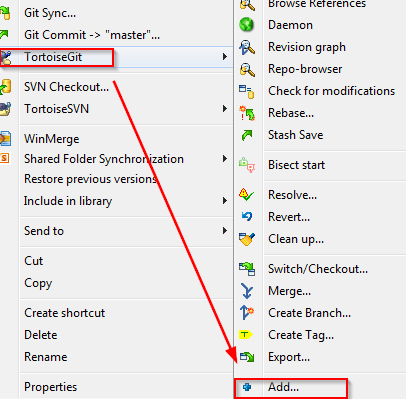 Git Sync...
Git Commit -> "master"...
TortoiseGit
SVN Checkout...
TortoiseSVN
WinMerge
Shared Folder Synchronization
Restore previous versions
Include in library
Send to
Cut
Copy
Create shortcut
Delete
Rename
Properties
Browse References
Daemon
Revision graph
Repo-browser
Check for modifications
Rebase...
Stash Save
Bisect start
Resolve...
Revert...
Clean up...
Switch/Checkout...
Merge...
Create Branch...
Create Tag...
Export...
Add...